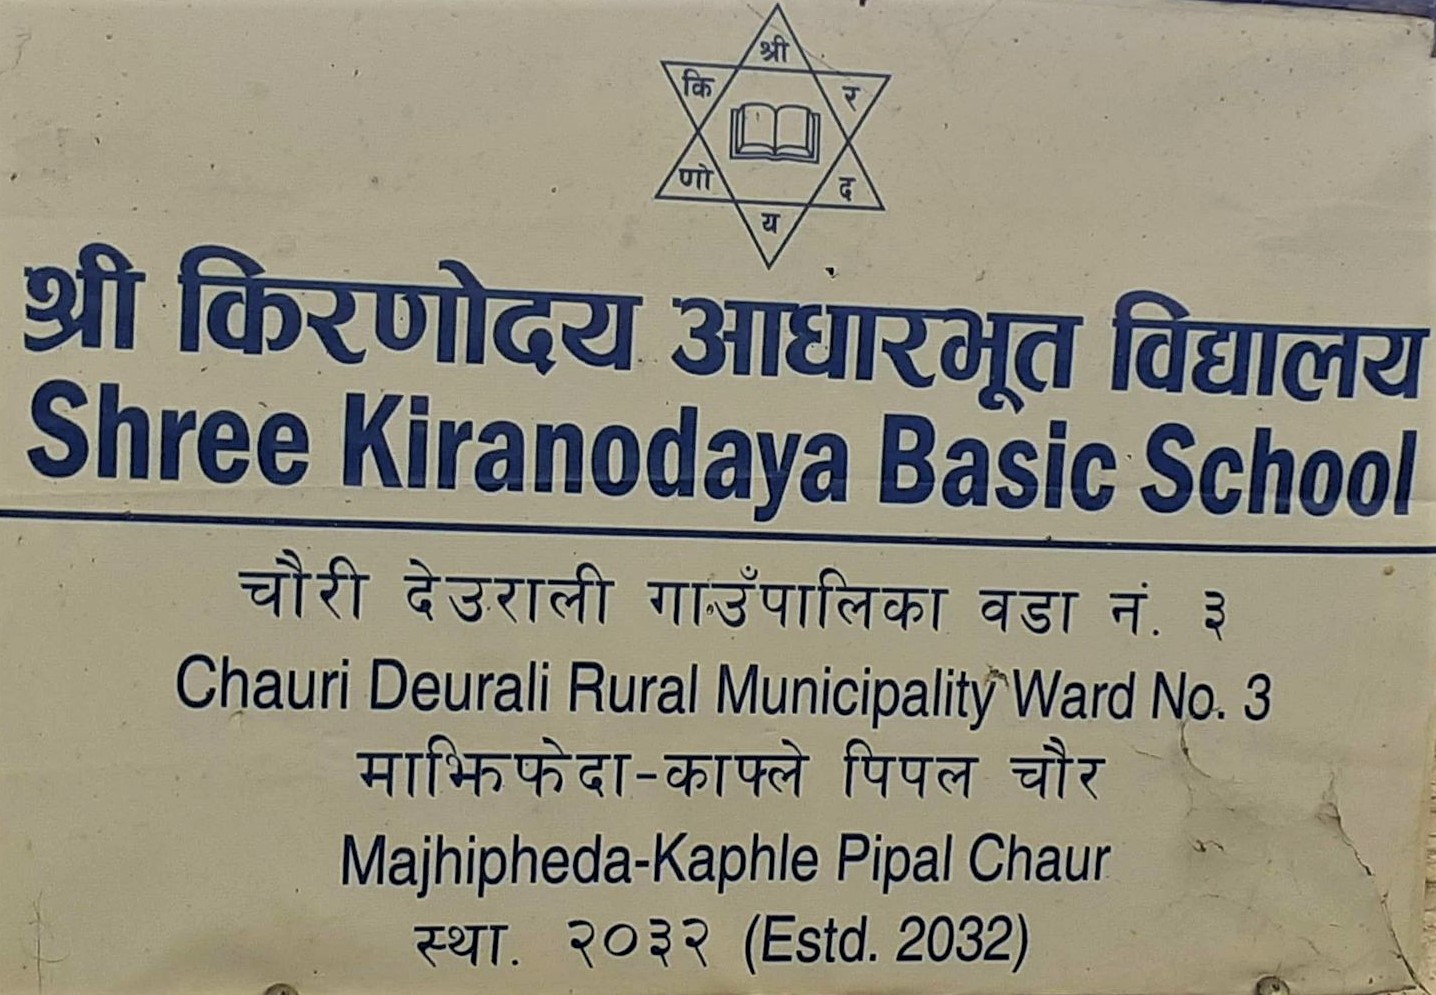 श्री
कि र
णो द
य
श्री किरणोदय आधारभूत विद्यालय
Shree Kiranodaya Basic School
चौरी देउराली गाउँपालिका वडा नं. ३
Chauri Deurali Rural Municipality Ward No. 3
माझिफेदा-काफ्ले पिपल चौर
Majhipheda-Kaphle Pipal Chaur
स्था. २०३२ (Estd. 2032)